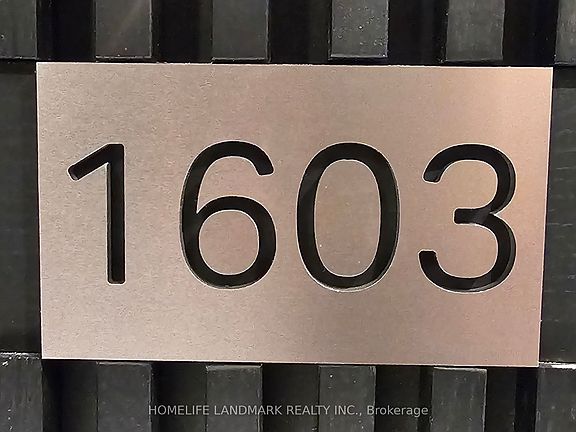 1603
HOMELIFE LANDMARK REALTY INC., Brokerage